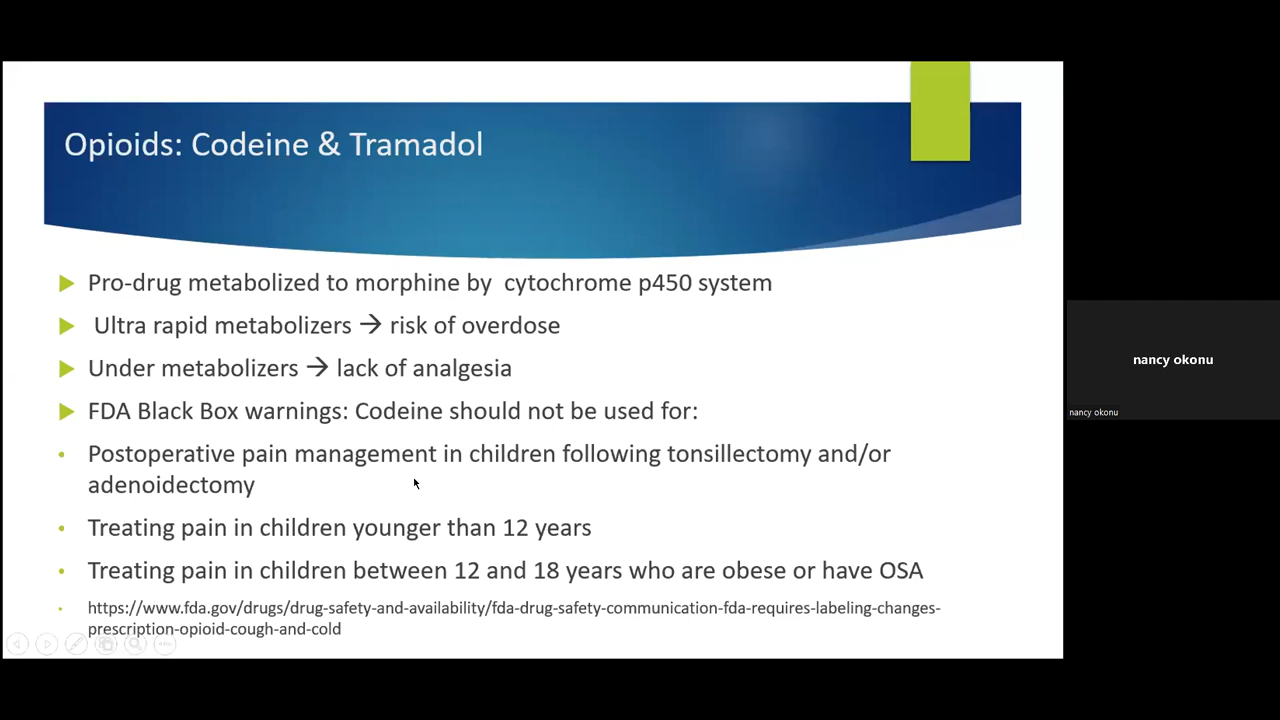 Opioids: Codeine & Tramadol
Pro-drug metabolized to morphine by  cytochrome p450 system
Ultra rapid metabolizers → risk of overdose
Under metabolizers → lack of analgesia
FDA Black Box warnings: Codeine should not be used for:
Postoperative pain management in children following tonsillectomy and/or
adenoidectomy
Treating pain in children younger than 12 years
Treating pain in children between 12 and 18 years who are obese or have OSA
https://www.fda.gov/drugs/drug-safety-and-availability/fda-drug-safety-communication-fda-requires-labeling-changes-
prescription-opioid-cough-and-cold
nancy okonu
nancy okonu